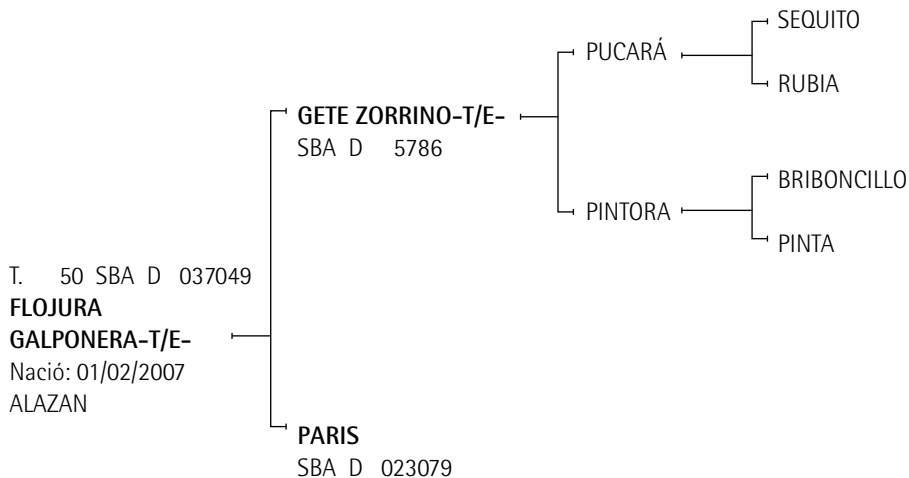 SEQUITO
PUCARÁ
RUBIA
GETE ZORRINO-T/E-
SBA D 5786
BRIBONCILLO
PINTORA
PINTA
T. 50 SBA D 037049
FLOJURA
GALPONERA-T/E-
Nació: 01/02/2007
ALAZAN
PARIS
SBA D 023079